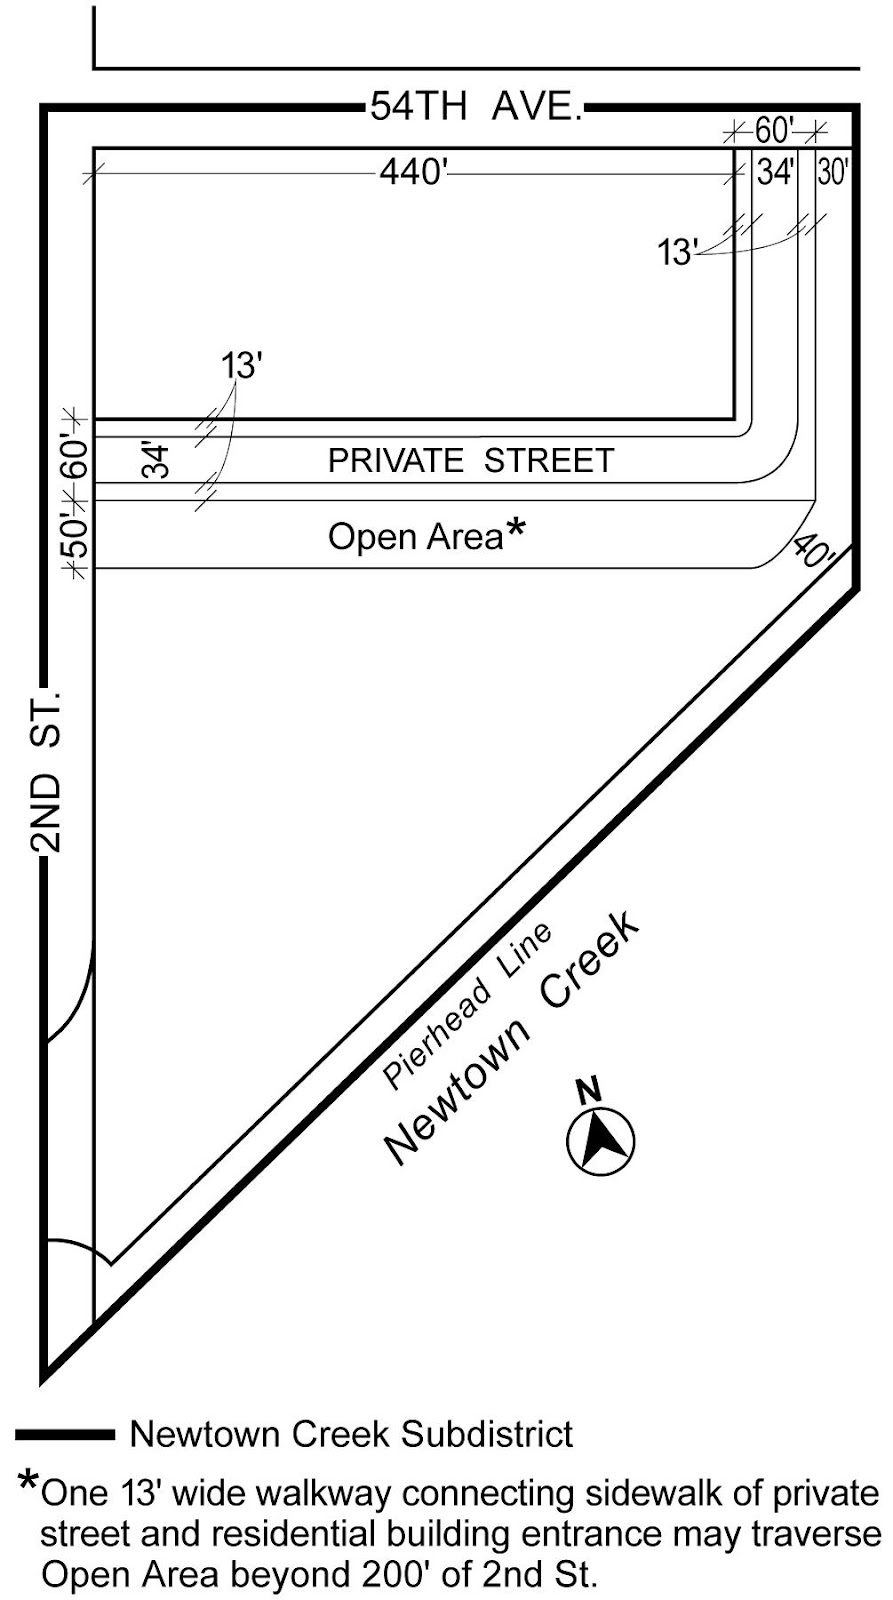 54TH AVE.
60'
440'
34'
30'
13'
13'
60'
34'
PRIVATE STREET
50'
Open Area*
40'
2ND ST.
Pierhead Line
Newtown Creek
N
Newtown Creek Subdistrict
*One 13' wide walkway connecting sidewalk of private
street and residential building entrance may traverse
Open Area beyond 200' of 2nd St.